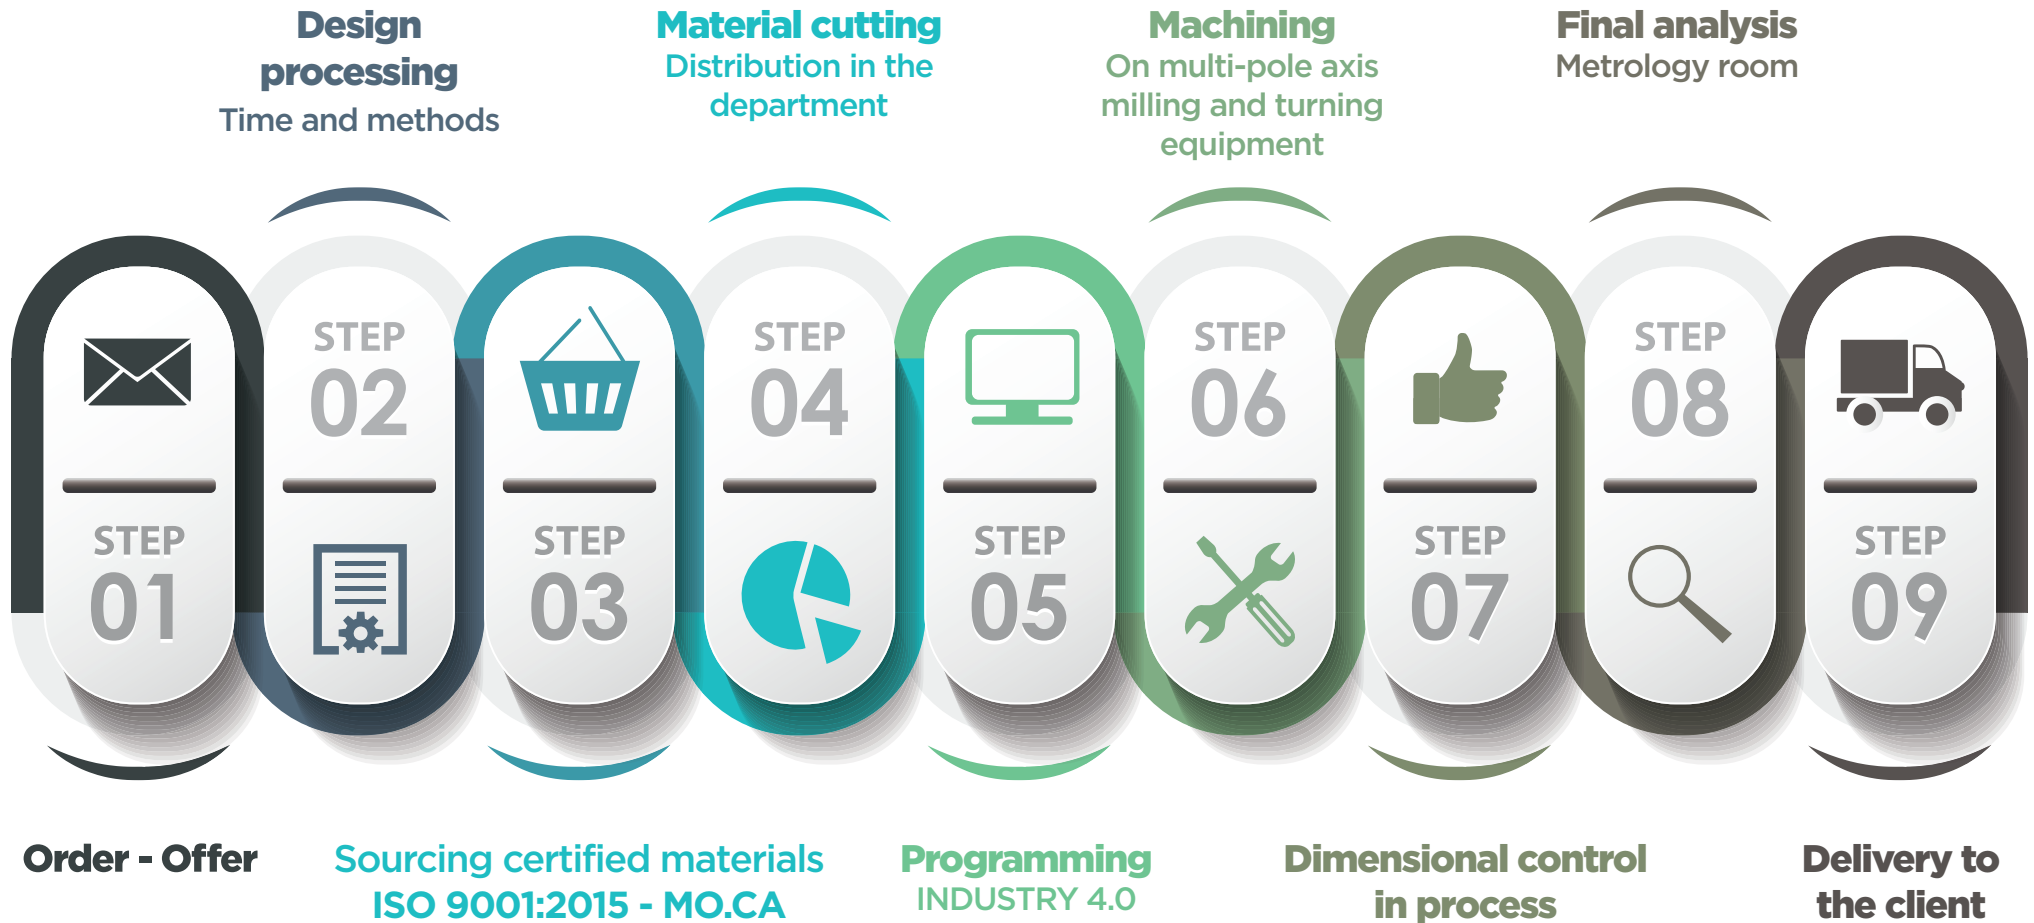 Design
processing
Time and methods
Material cutting
Distribution in the
department
Machining
On multi-pole axis
milling and turning
equipment
Final analysis
Metrology room
STEP
01
STEP
02
STEP
03
STEP
04
STEP
05
STEP
06
STEP
07
STEP
08
STEP
09
Order - Offer
Sourcing certified materials
ISO 9001:2015 - MO.CA
Programming
INDUSTRY 4.0
Dimensional control
in process
Delivery to
the client